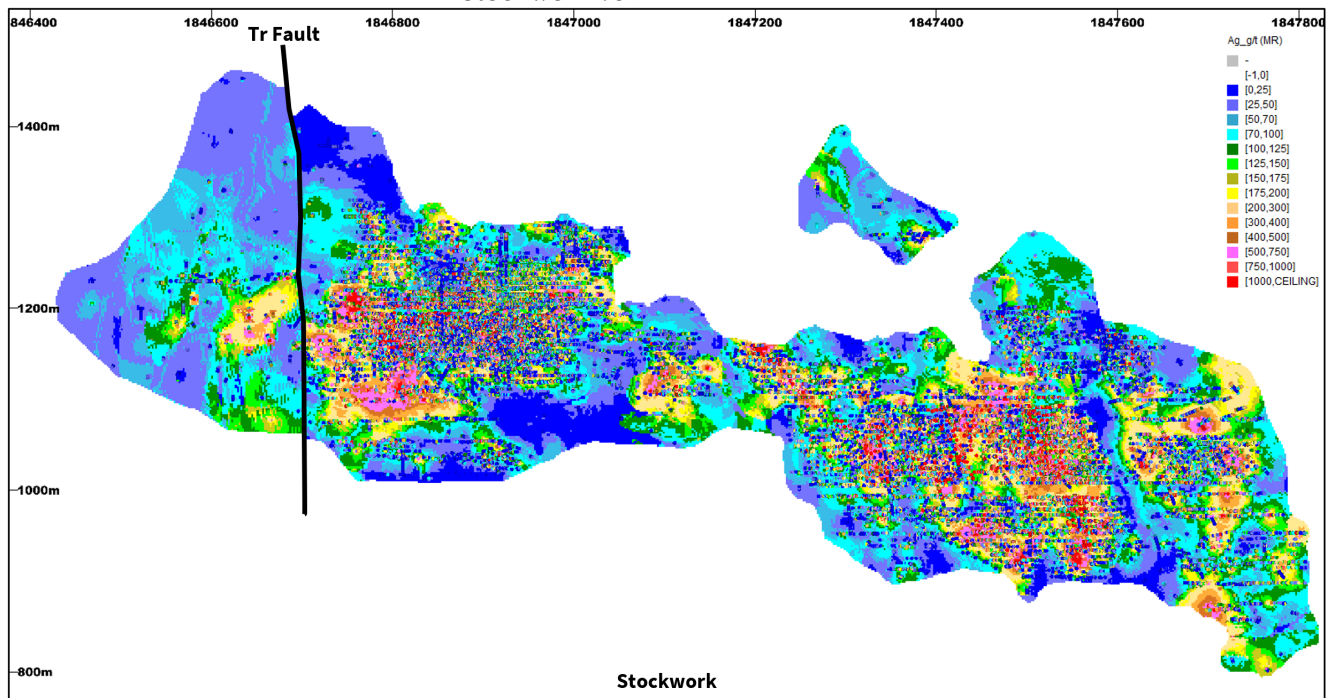 846400 1846600 1846800 1847000 1847200 1847400 1847600 1847800
Tr Fault
Ag_g/t (MR)
-
[-1,0]
[0,25]
[25,50]
[50,70]
[70,100]
[100,125]
[125,150]
[150,175]
[175,200]
[200,300]
[300,400]
[400,500]
[500,750]
[750,1000]
[1000,CEILING]
1400m
1200m
1000m
800m
Stockwork